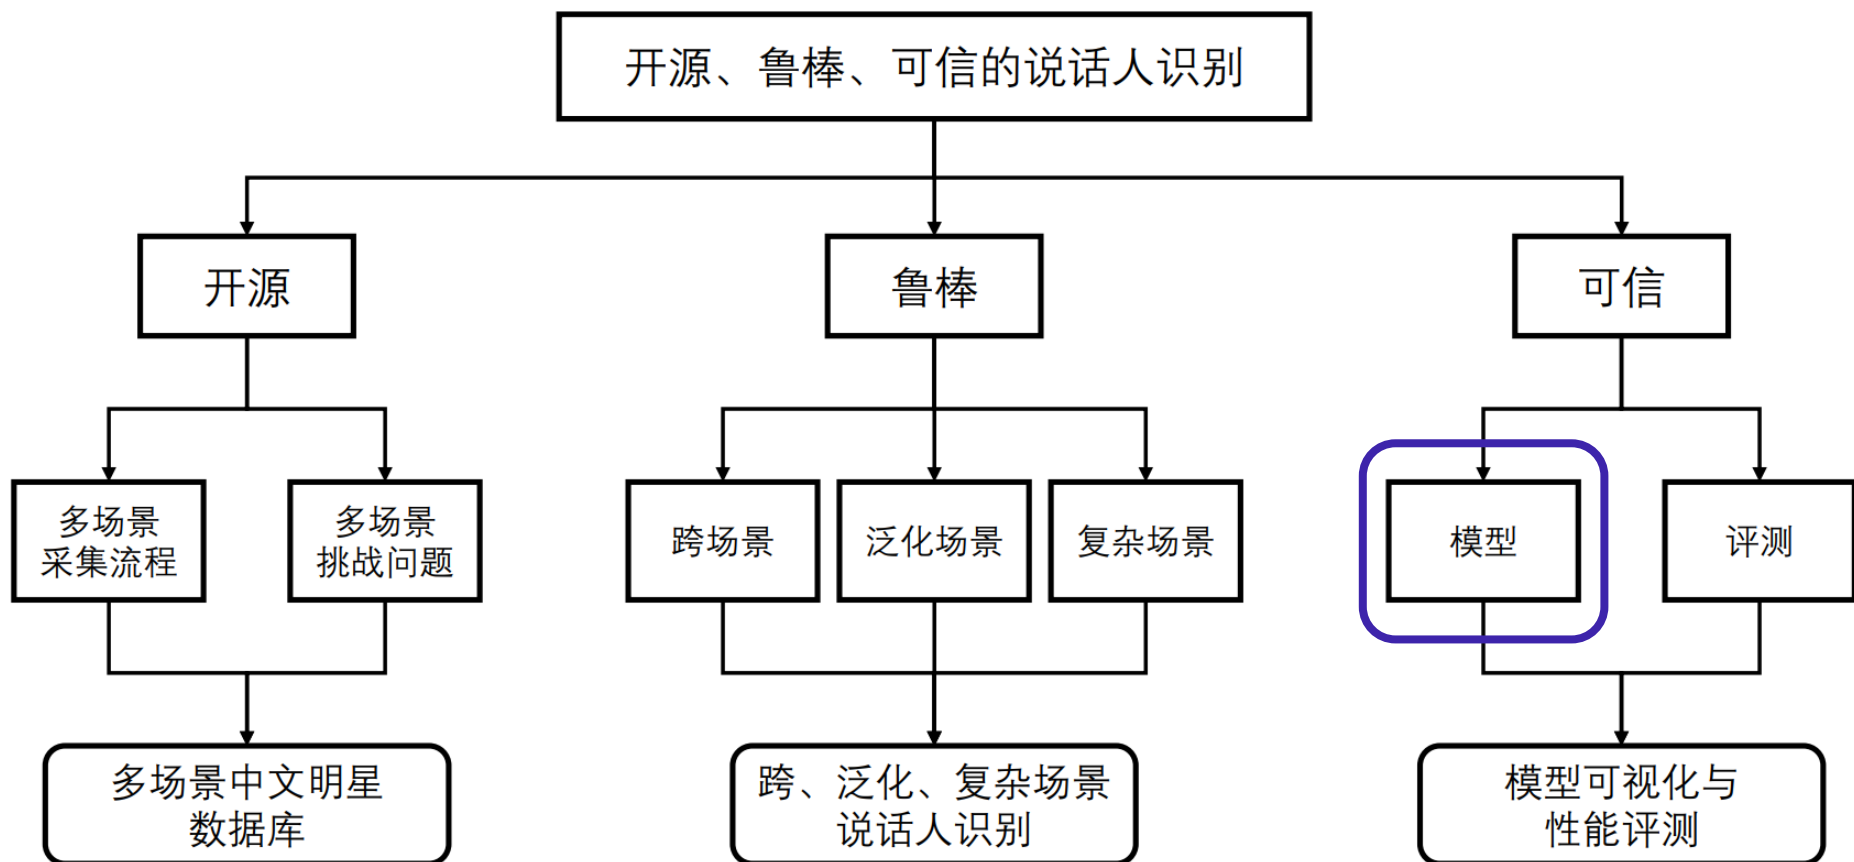 开源、鲁棒、可信的说话人识别
开源
鲁棒
可信
多场景
采集流程
多场景
挑战问题
跨场景
泛化场景
复杂场景
模型
评测
多场景中文明星
数据库
跨、泛化、复杂场景
说话人识别
模型可视化与
性能评测